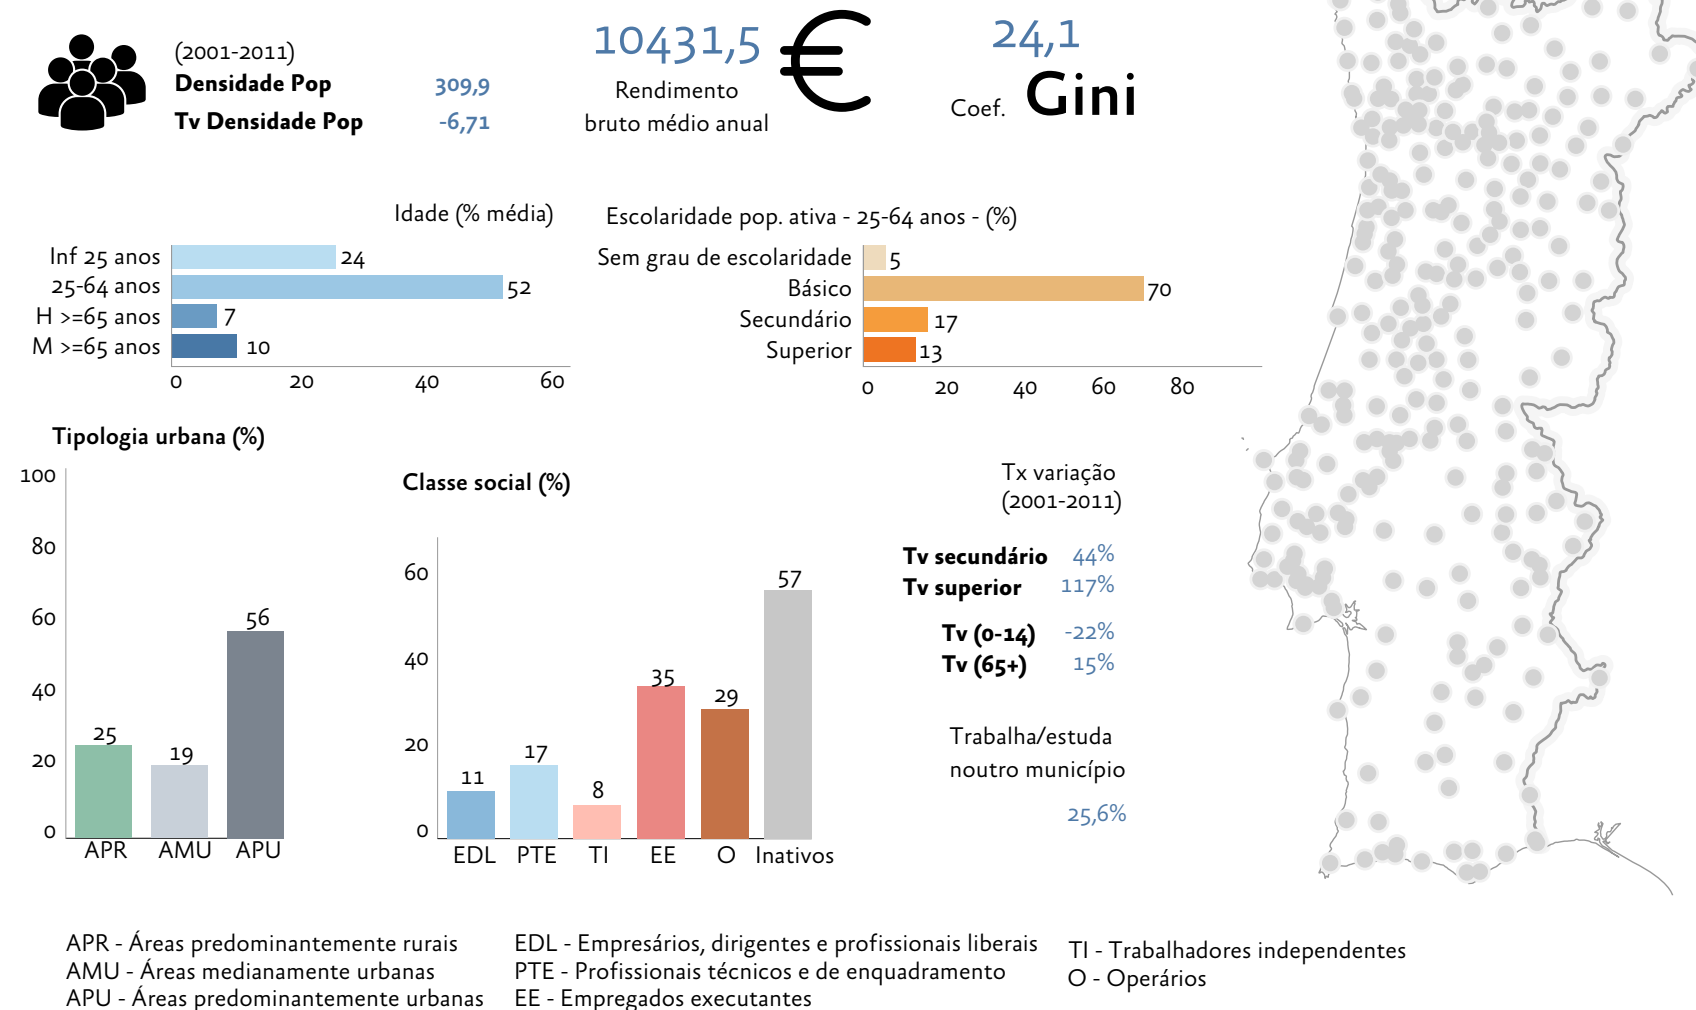 (2001-2011)
Densidade Pop 309,9
Tv Densidade Pop -6,71
10431,5
Rendimento
bruto médio anual
24,1
Coef. Gini
Idade (% média)
Inf 25 anos 24
25-64 anos 52
H >=65 anos 7
M >=65 anos 10
0 20 40 60
Escolaridade pop. ativa - 25-64 anos - (%)
Sem grau de escolaridade 5
Básico 70
Secundário 17
Superior 13
0 20 40 60 80
Tipologia urbana (%)
100
80
60
40
20
0
25
19
56
APR AMU APU
Classe social (%)
60
40
20
0
11
17
8
35
29
57
EDL PTE TI EE O Inativos
Tx variação
(2001-2011)
Tv secundário 44%
Tv superior 117%
Tv (0-14) -22%
Tv (65+) 15%
Trabalha/estuda
noutro município
25,6%
APR - Áreas predominantemente rurais
AMU - Áreas medianamente urbanas
APU - Áreas predominantemente urbanas
EDL - Empresários, dirigentes e profissionais liberais
PTE - Profissionais técnicos e de enquadramento
EE - Empregados executantes
TI - Trabalhadores independentes
O - Operários